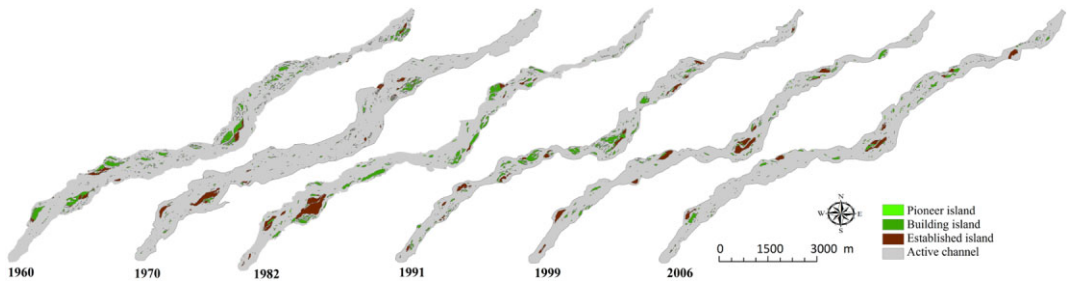 N
W E
S
Pioneer island
Building island
Established island
Active channel
0 1500 3000 m
1960
1970
1982
1991
1999
2006